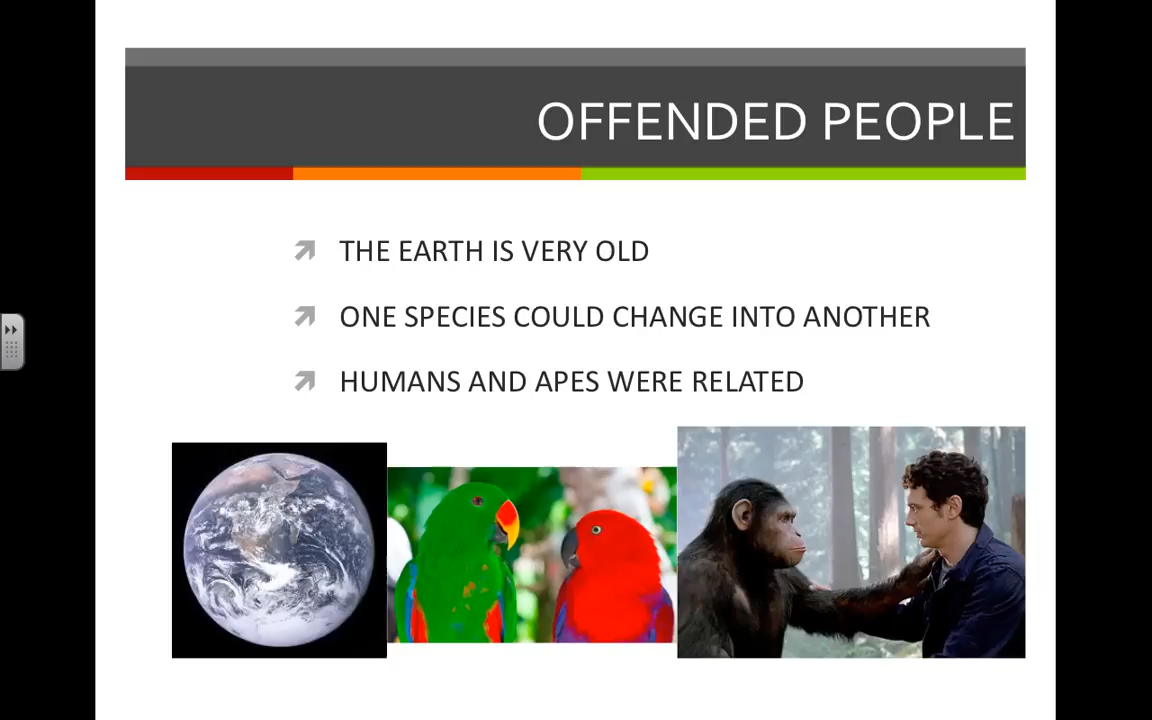 OFFENDED PEOPLE
THE EARTH IS VERY OLD
ONE SPECIES COULD CHANGE INTO ANOTHER
HUMANS AND APES WERE RELATED